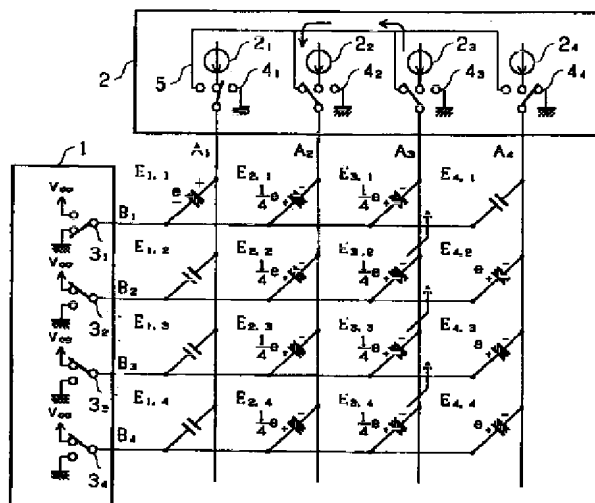 2₁ 2₂ 2₃ 2₄
2 5 4₁ 4₂ 4₃ 4₄
1 A₁ A₂ A₃ A₄
E₁,₁ E₂,₁ E₃,₁ E₄,₁
Vcc B₁ e + 1/4e + - 1/4e + -
3₁
E₁,₂ E₂,₂ E₃,₂ E₄,₂
Vcc B₂ 1/4e + - 1/4e + - e + -
3₂
E₁,₃ E₂,₃ E₃,₃ E₄,₃
Vcc B₃ 1/4e + - 1/4e + - e + -
3₃
E₁,₄ E₂,₄ E₃,₄ E₄,₄
Vcc B₄ 1/4e + - 1/4e + - e + -
3₄